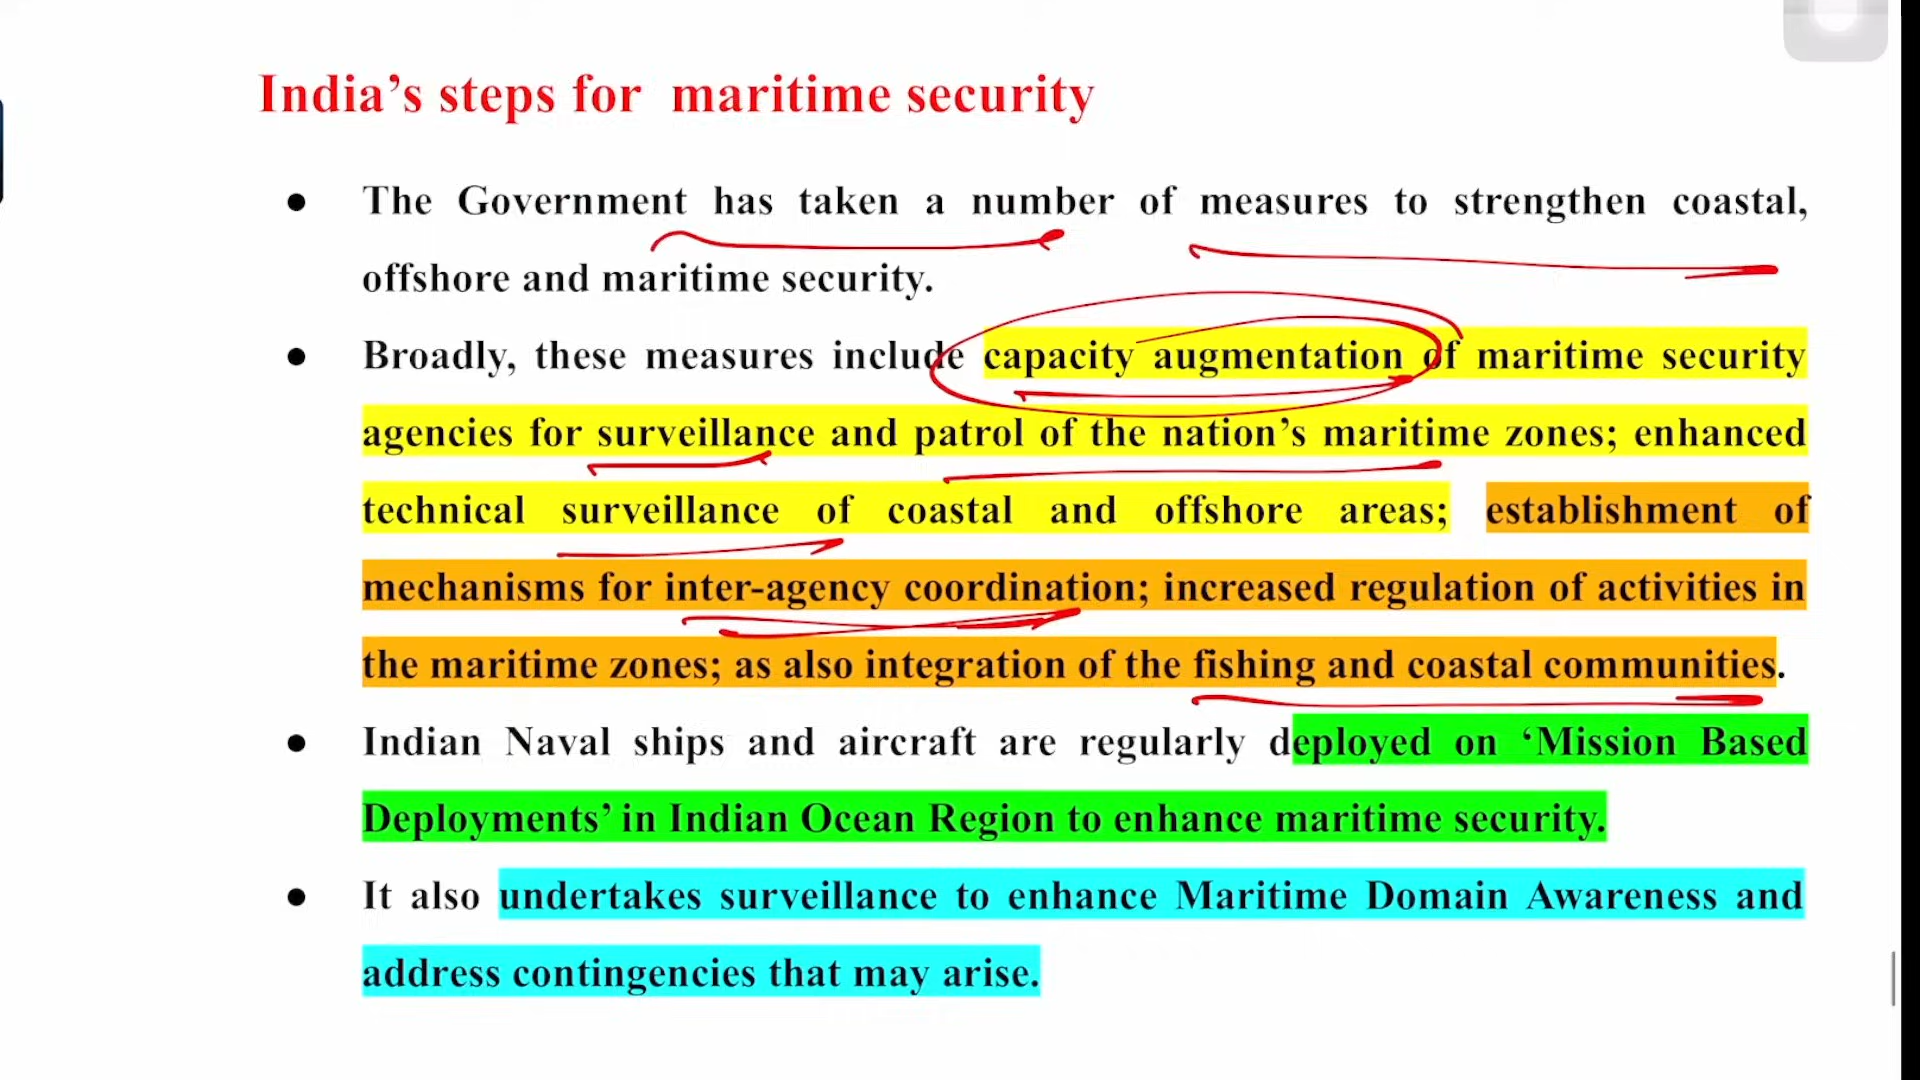 India’s steps for maritime security
● The Government has taken a number of measures to strengthen coastal,
offshore and maritime security.
● Broadly, these measures include capacity augmentation of maritime security
agencies for surveillance and patrol of the nation’s maritime zones; enhanced
technical surveillance of coastal and offshore areas; establishment of
mechanisms for inter-agency coordination; increased regulation of activities in
the maritime zones; as also integration of the fishing and coastal communities.
● Indian Naval ships and aircraft are regularly deployed on ‘Mission Based
Deployments’ in Indian Ocean Region to enhance maritime security.
● It also undertakes surveillance to enhance Maritime Domain Awareness and
address contingencies that may arise.